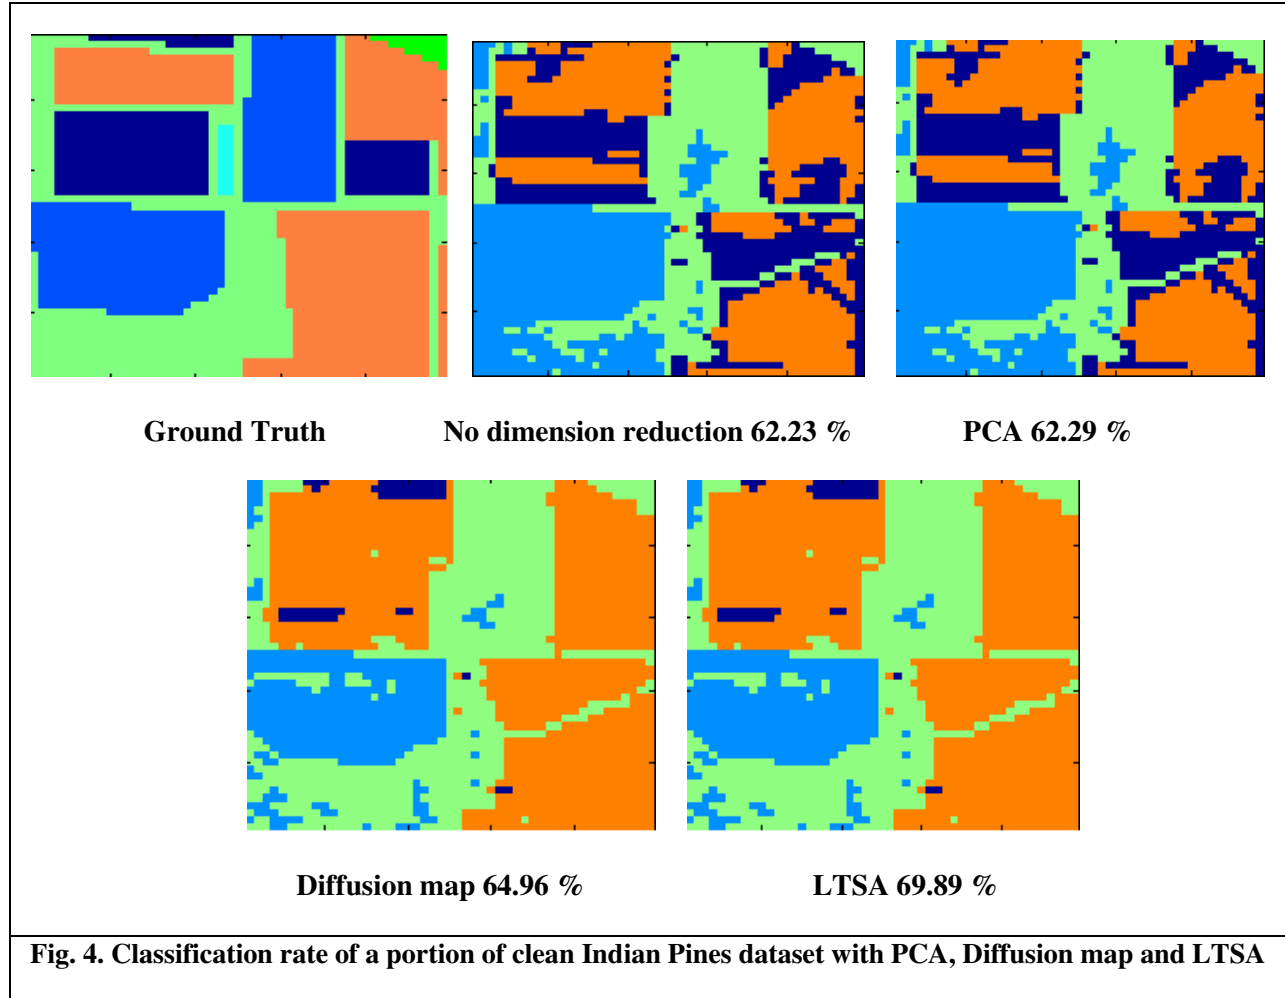 Ground Truth
No dimension reduction 62.23 %
PCA 62.29 %
Diffusion map 64.96 %
LTSA 69.89 %
Fig. 4. Classification rate of a portion of clean Indian Pines dataset with PCA, Diffusion map and LTSA